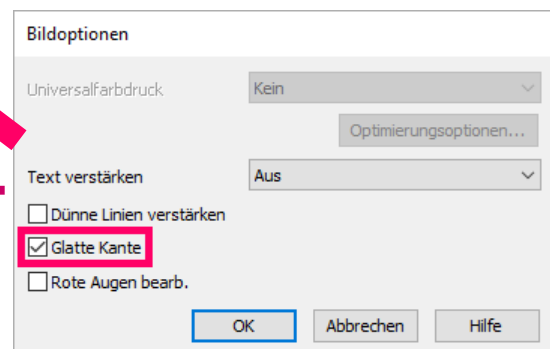 Bildoptionen
Universalfarbdruck Kein
Optimierungsoptionen...
Text verstärken Aus
Dünne Linien verstärken
Glatte Kante
Rote Augen bearb.
OK Abbrechen Hilfe